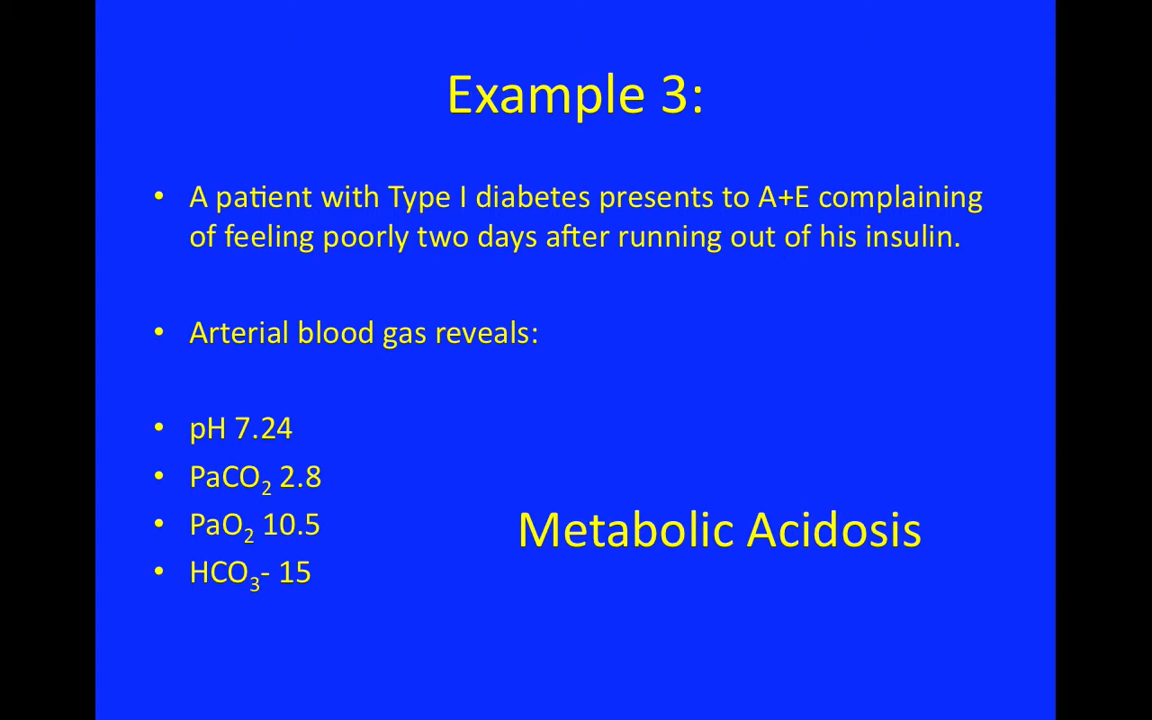 Example 3:
• A patient with Type I diabetes presents to A+E complaining
of feeling poorly two days after running out of his insulin.
• Arterial blood gas reveals:
• pH 7.24
• PaCO₂ 2.8
• PaO₂ 10.5
• HCO₃- 15
Metabolic Acidosis